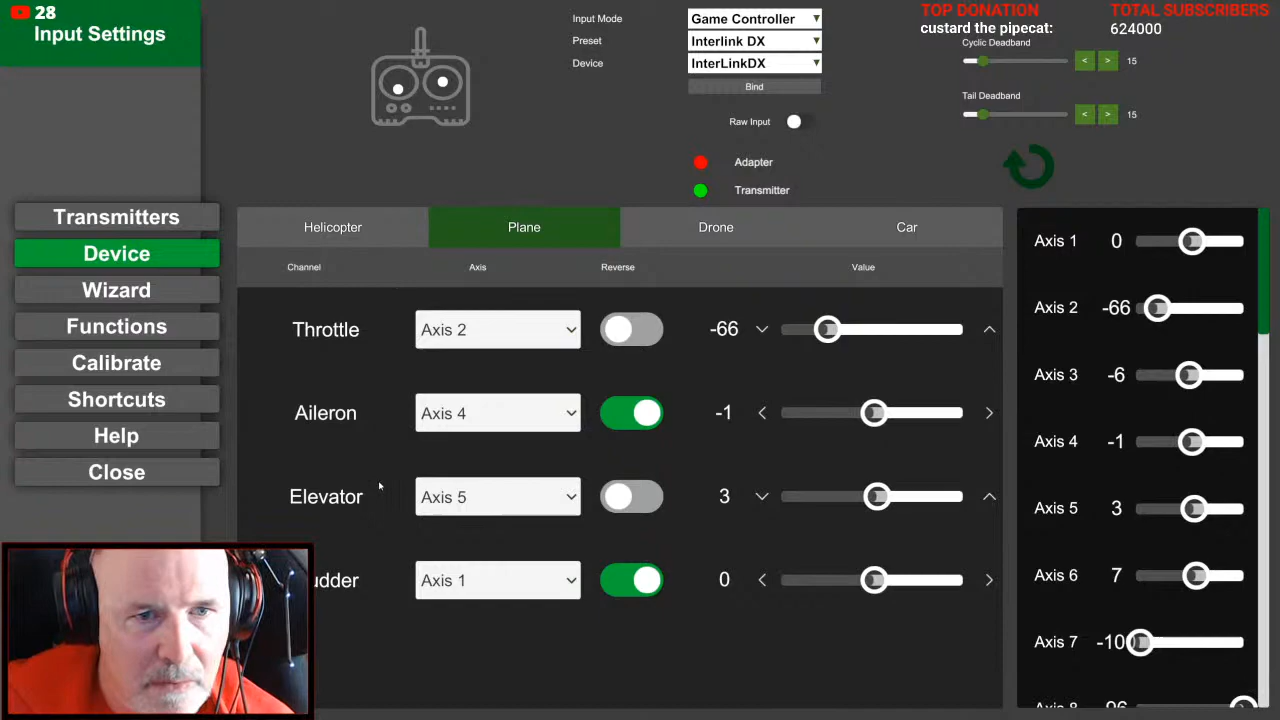 28
Input Settings
Transmitters
Device
Wizard
Functions
Calibrate
Shortcuts
Help
Close
Input Mode
Game Controller
Preset
Interlink DX
Device
InterLinkDX
Bind
Raw Input
Adapter
Transmitter
TOP DONATION
custard the pipecat:
TOTAL SUBSCRIBERS
624000
Cyclic Deadband
< > 15
Tail Deadband
< > 15
Helicopter
Plane
Drone
Car
Channel
Axis
Reverse
Value
Throttle
Axis 2
-66
Aileron
Axis 4
-1
Elevator
Axis 5
3
udder
Axis 1
0
Axis 1 0
Axis 2 -66
Axis 3 -6
Axis 4 -1
Axis 5 3
Axis 6 7
Axis 7 -10